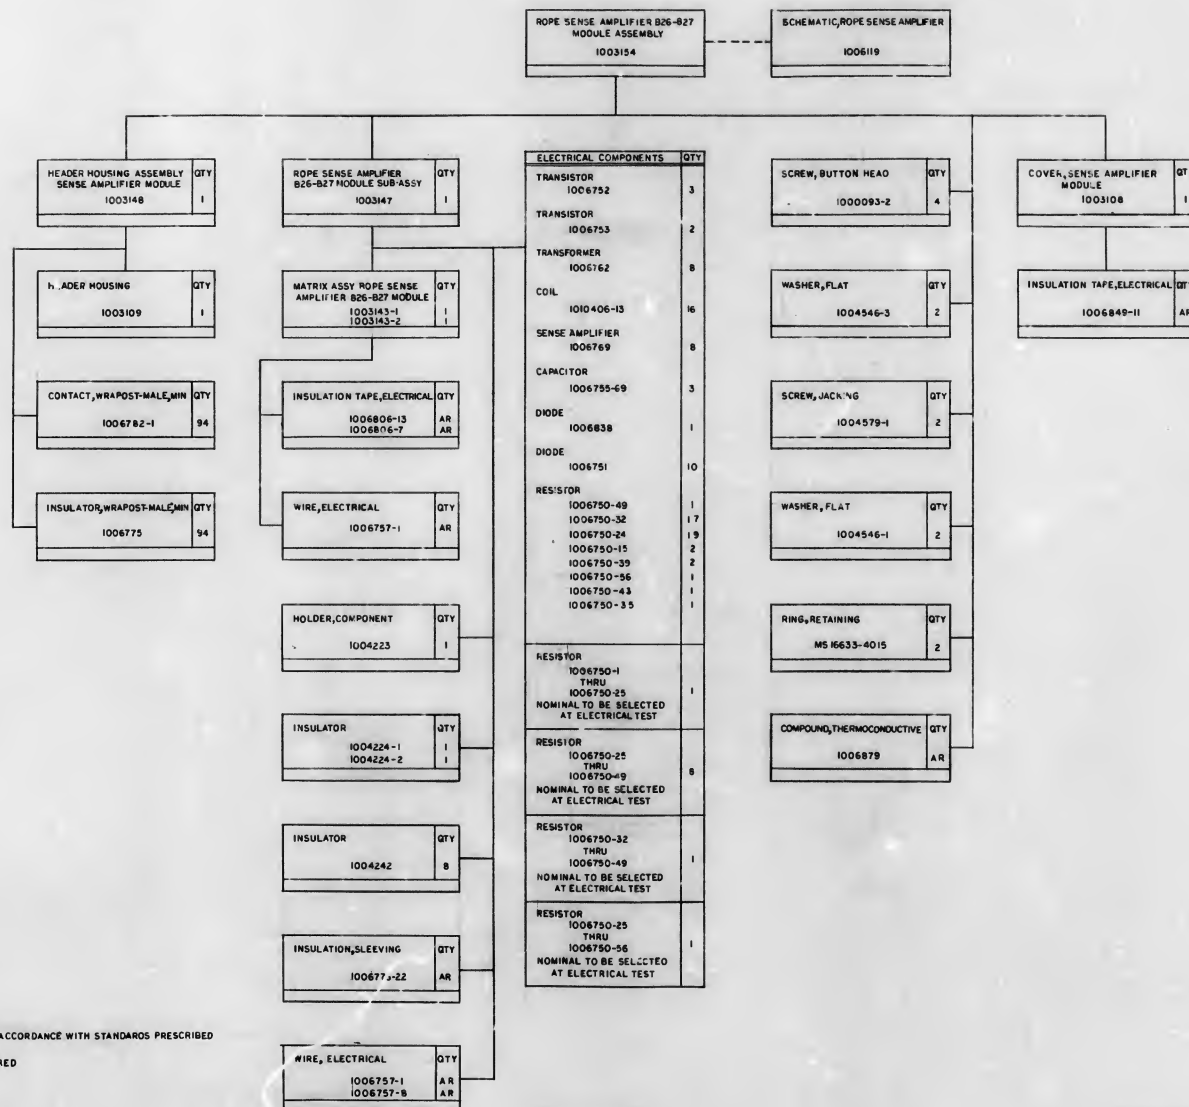 ROPE SENSE AMPLIFIER B26-B27
MODULE ASSEMBLY
1003154
SCHEMATIC,ROPE SENSE AMPLIFIER
1006119
HEADER HOUSING ASSEMBLY
SENSE AMPLIFIER MODULE
1003148
QTY
1
HOUSING
1003109
QTY
1
CONTACT,WRAPOST-MALE,MIN
1006782-1
QTY
94
INSULATOR,WRAPOST-MALE,MIN
1006775
QTY
94
ROPE SENSE AMPLIFIER
B26-B27 MODULE SUB-ASSY
1003147
QTY
1
MATRIX ASSY ROPE SENSE
AMPLIFIER B26-B27 MODULE
1003143-1
1003143-2
QTY
1
1
INSULATION TAPE,ELECTRICAL
1006806-13
1006806-7
QTY
AR
AR
WIRE,ELECTRICAL
1006757-1
QTY
AR
HOLDER,COMPONENT
1004223
QTY
1
INSULATOR
1004224-1
1004224-2
QTY
1
1
INSULATOR
1004242
QTY
8
INSULATION,SLEEVING
QTY
AR
WIRE, ELECTRICAL
1006757-1
1006757-8
QTY
AR
AR
ELECTRICAL COMPONENTS QTY
TRANSISTOR
1006752 3
TRANSISTOR
1006753 2
TRANSFORMER
1006762 8
COIL
1010406-13 16
SENSE AMPLIFIER
1006769 8
CAPACITOR
1006755-69 3
DIODE
1006838 1
DIODE
1006751 10
RESISTOR
1006750-49 1
1006750-32 17
1006750-24 19
1006750-15 2
1006750-39 2
1006750-56 1
1006750-43 1
1006750-35 1
RESISTOR
1006750-1
THRU
1006750-25
NOMINAL TO BE SELECTED
AT ELECTRICAL TEST
1
RESISTOR
1006750-25
THRU
1006750-49
NOMINAL TO BE SELECTED
AT ELECTRICAL TEST
8
RESISTOR
1006750-32
THRU
1006750-49
NOMINAL TO BE SELECTED
AT ELECTRICAL TEST
1
RESISTOR
1006750-25
THRU
1006750-56
NOMINAL TO BE SELECTED
AT ELECTRICAL TEST
1
SCREW, BUTTON HEAD
1000093-2
QTY
4
WASHER,FLAT
1004546-3
QTY
2
SCREW,JACKING
1004579-1
QTY
2
WASHER, FLAT
1004546-1
QTY
2
RING,RETAINING
MS 16633-4015
QTY
2
COMPOUND,THERMOCONDUCTIVE
1006879
QTY
AR
COVER,SENSE AMPLIFIER
MODULE
1003108
1
INSULATION TAPE,ELECTRICAL
1006849-11
AR
ACCORDANCE WITH STANDARDS PRESCRIBED